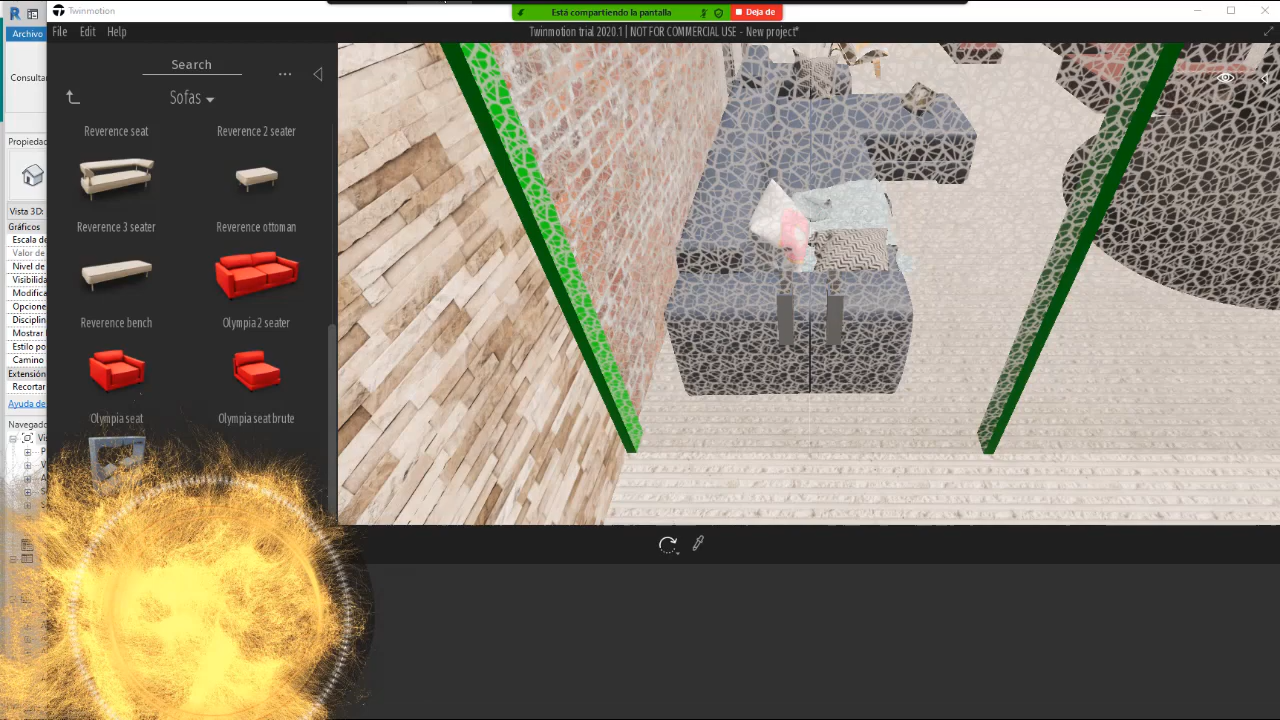 Twinmotion
Está compartiendo la pantalla
Deja de
Archivo
File Edit Help
Twinmotion trial 2020.1 | NOT FOR COMMERCIAL USE - New project*
Search
...
Consultar
Sofas
Reverence seat
Reverence 2 seater
Propiedad
Vista 3D:
Reverence 3 seater
Reverence ottoman
Gráficos
Escala de
Valor de
Nivel de
Visibilida
Modifica
Opcione
Disciplin
Reverence bench
Olympia 2 seater
Mostrar
Estilo po
Camino
Extensión
Recortar
Ayuda de
Olympia seat
Olympia seat brute
Navegado
Vis